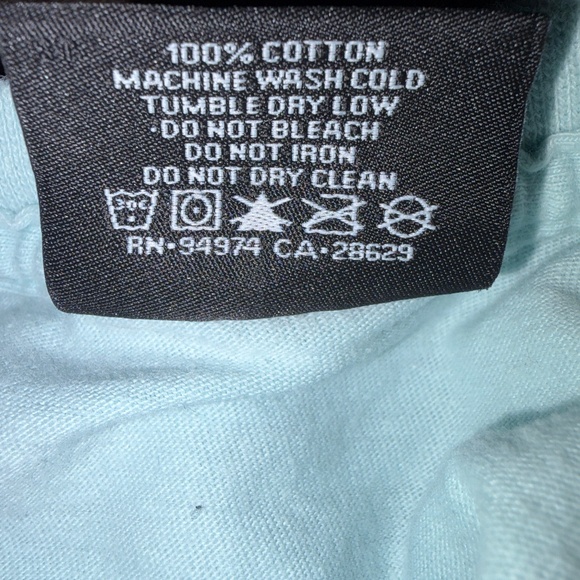 100% COTTON
MACHINE WASH COLD
TUMBLE DRY LOW
DO NOT BLEACH
DO NOT IRON
DO NOT DRY CLEAN
30C
RN·94974 CA·28629